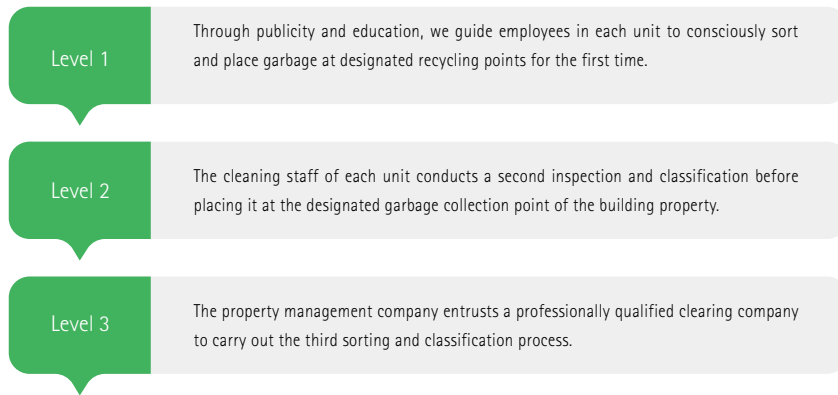 Level 1
Through publicity and education, we guide employees in each unit to consciously sort
and place garbage at designated recycling points for the first time.
Level 2
The cleaning staff of each unit conducts a second inspection and classification before
placing it at the designated garbage collection point of the building property.
Level 3
The property management company entrusts a professionally qualified clearing company
to carry out the third sorting and classification process.